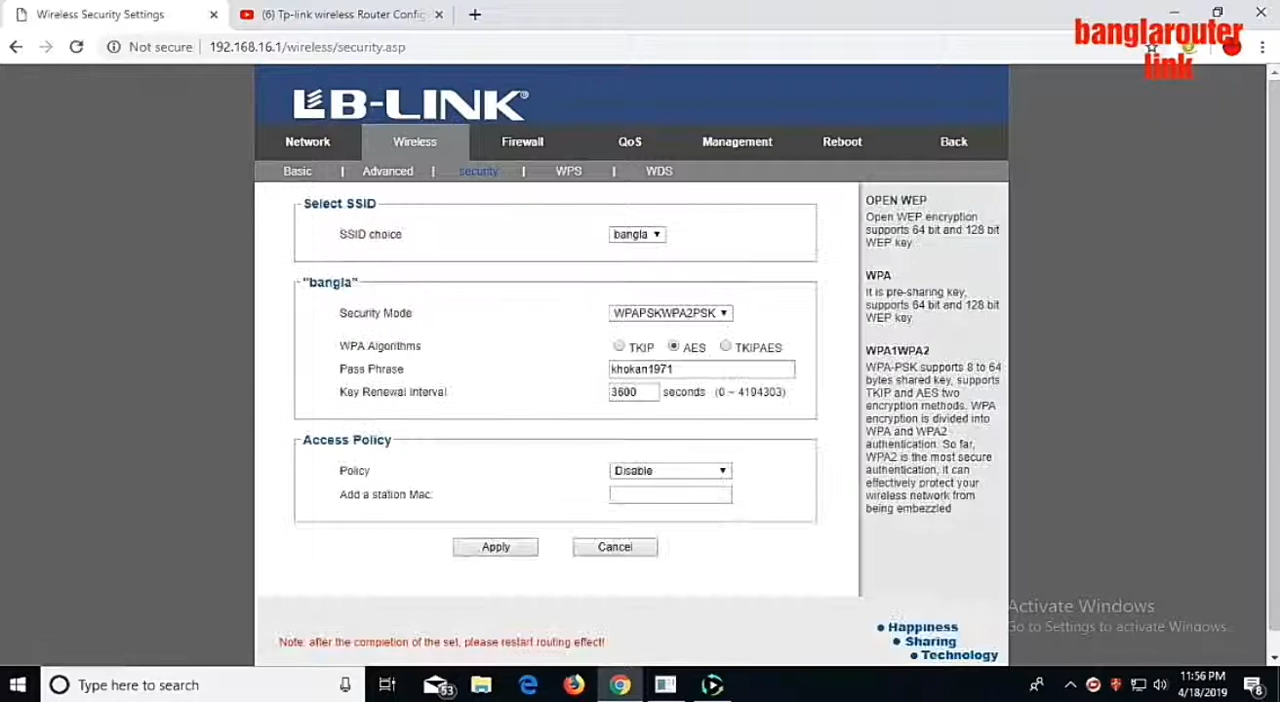 Wireless Security Settings
(6) Tp-link wireless Router Config
Not secure 192.168.16.1/wireless/security.asp
banglarouter
link
LB-LINK®
Network Wireless Firewall QoS Management Reboot Back
Basic | Advanced | security | WPS | WDS
Select SSID
SSID choice bangla
"bangla"
Security Mode WPAPSKWPA2PSK
WPA Algorithms TKIP AES TKIPAES
Pass Phrase khokan1971
Key Renewal Interval 3600 seconds (0 ~ 4194303)
Access Policy
Policy Disable
Add a station Mac:
Apply Cancel
OPEN WEP
Open WEP encryption
supports 64 bit and 128 bit
WEP key.
WPA
It is pre-sharing key,
supports 64 bit and 128 bit
WEP key.
WPA1WPA2
WPA-PSK supports 8 to 64
bytes shared key, supports
TKIP and AES two
encryption methods. WPA
encryption is divided into
WPA and WPA2
authentication. So far,
WPA2 is the most secure
authentication, it can
effectively protect your
wireless network from
being embezzled
Note: after the completion of the set, please restart routing effect!
Happiness
Sharing
Technology
Activate Windows
Go to Settings to activate Windows.
Type here to search
53
11:56 PM
4/18/2019
8